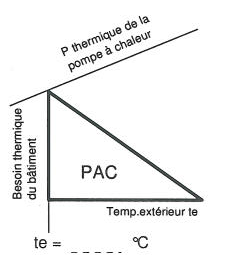 P thermique de la
pompe à chaleur
Besoin thermique
du bâtiment
PAC
Temp.extérieur te
te = _ _ _ _ °C